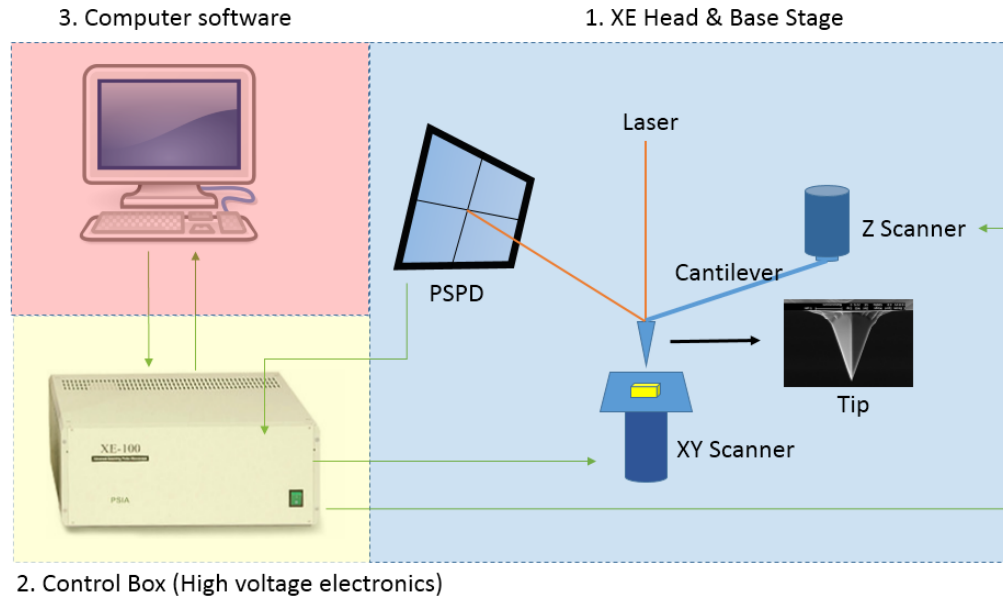 3. Computer software
1. XE Head & Base Stage
Laser
Z Scanner
Cantilever
PSPD
Tip
XY Scanner
XE-100
PSIA
2. Control Box (High voltage electronics)